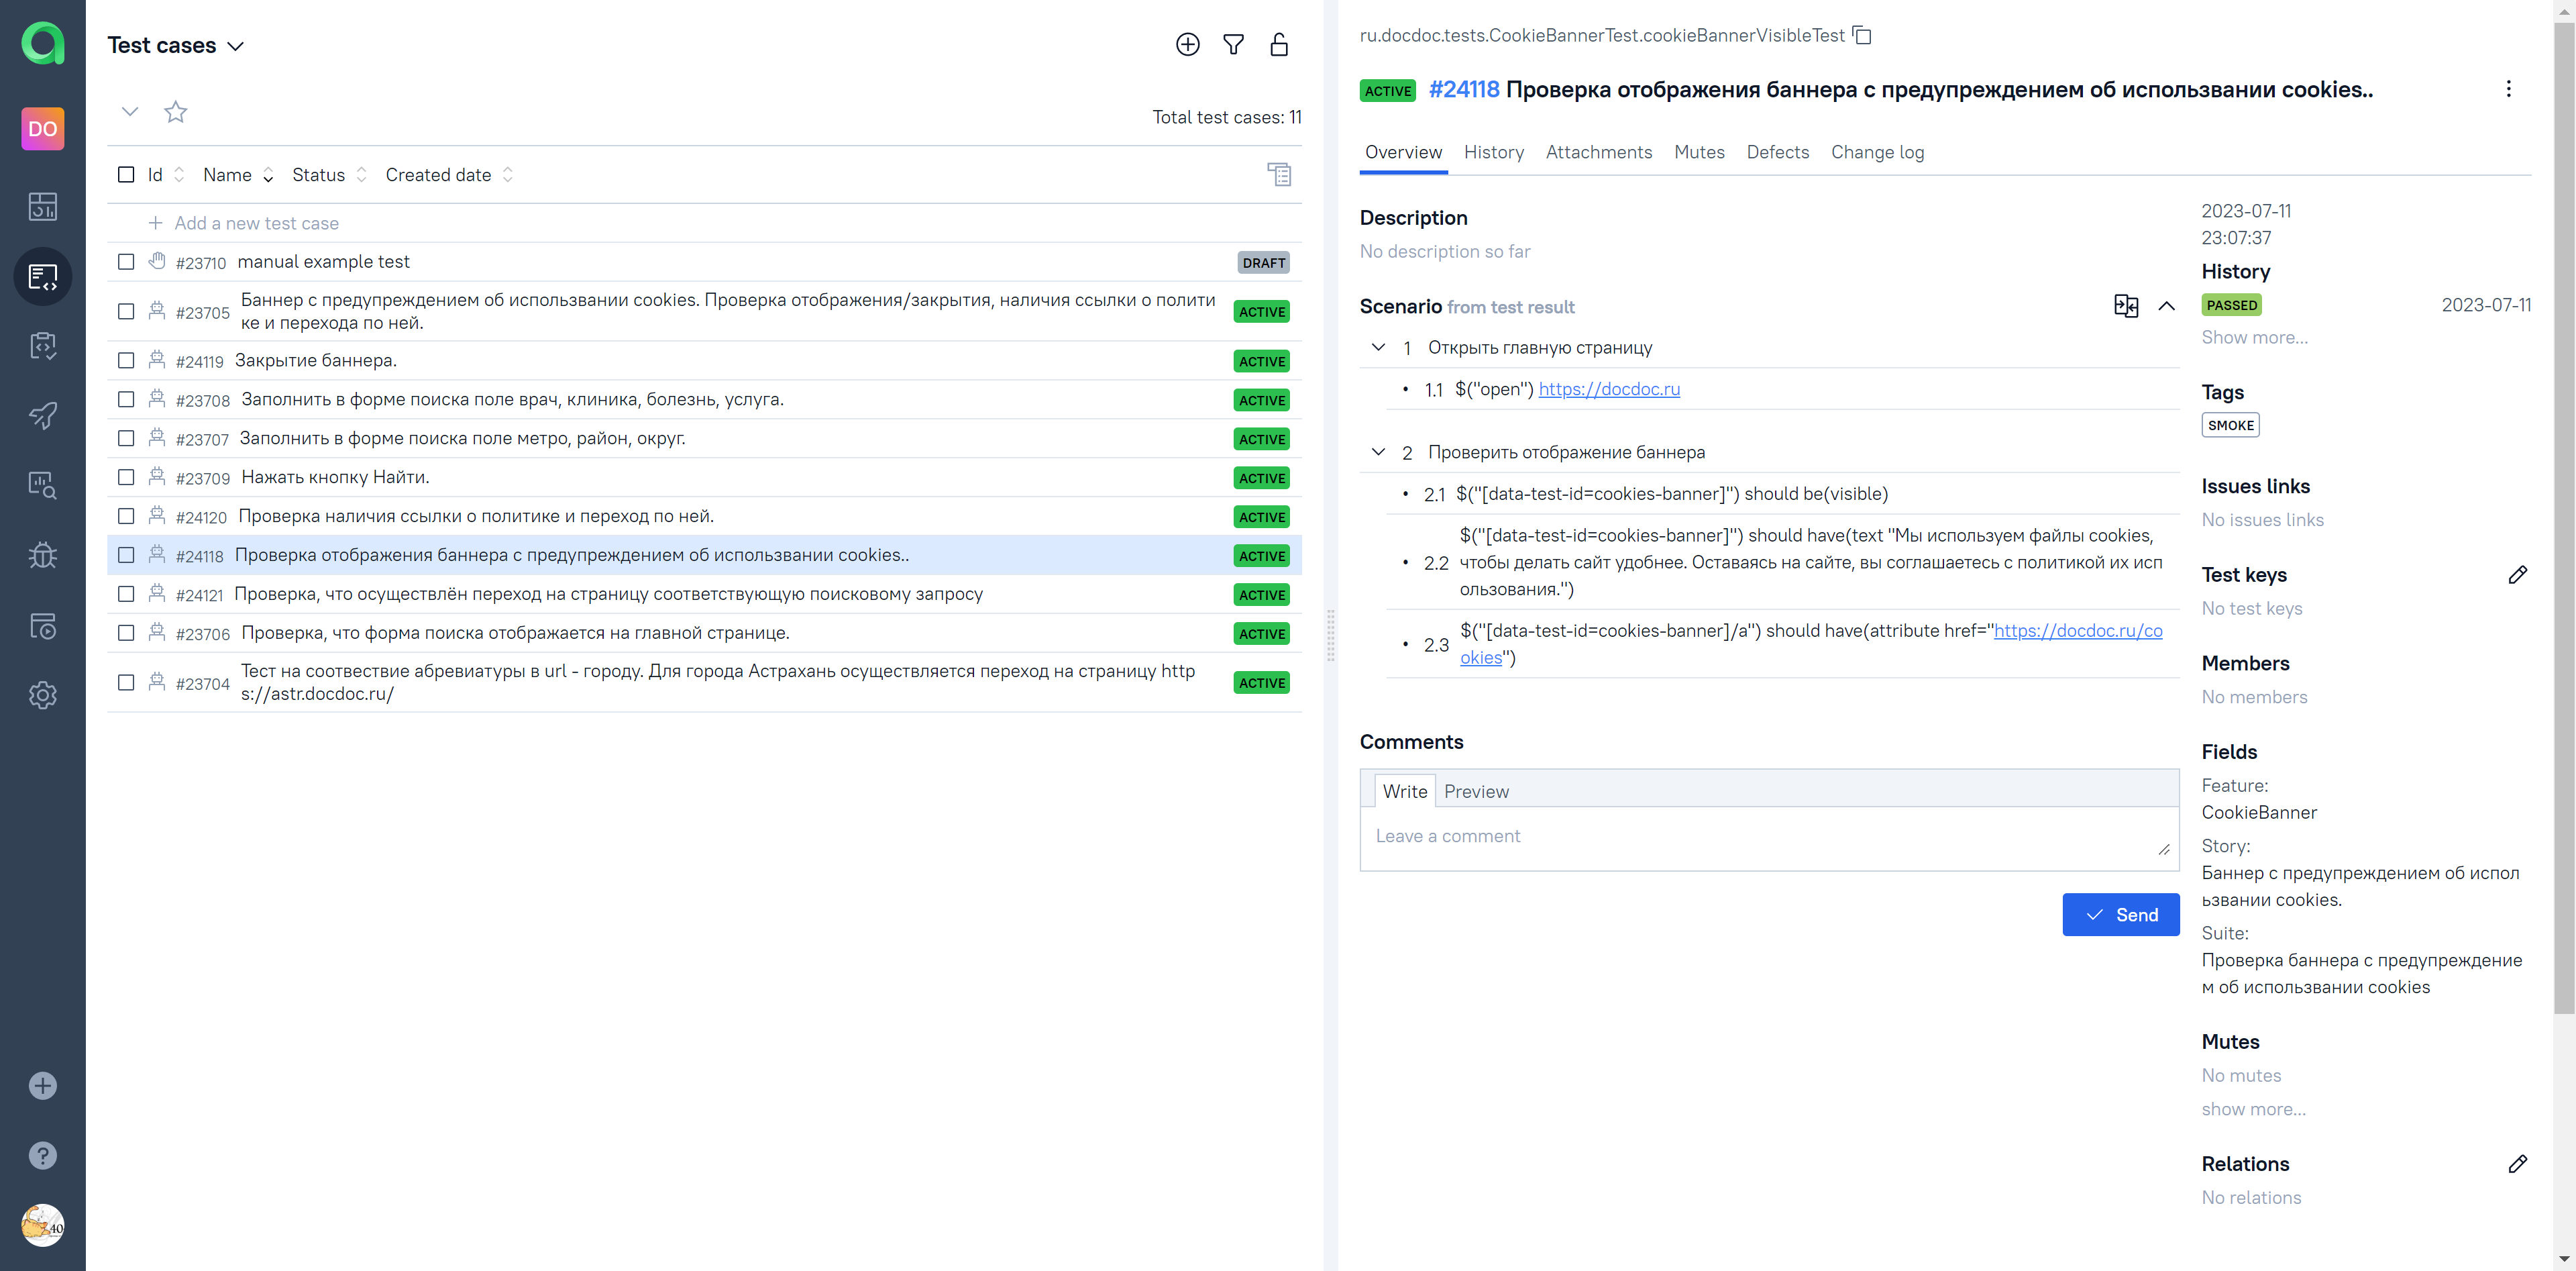 DO
Test cases
Total test cases: 11
Id Name Status Created date
Add a new test case
#23710 manual example test DRAFT
#23705 Баннер с предупреждением об использвании cookies. Проверка отображения/закрытия, наличия ссылки о полити
ке и перехода по ней. ACTIVE
#24119 Закрытие баннера. ACTIVE
#23708 Заполнить в форме поиска поле врач, клиника, болезнь, услуга. ACTIVE
#23707 Заполнить в форме поиска поле метро, район, округ. ACTIVE
#23709 Нажать кнопку Найти. ACTIVE
#24120 Проверка наличия ссылки о политике и переход по ней. ACTIVE
#24118 Проверка отображения баннера с предупреждением об использвании cookies.. ACTIVE
#24121 Проверка, что осуществлён переход на страницу соответствующую поисковому запросу ACTIVE
#23706 Проверка, что форма поиска отображается на главной странице. ACTIVE
#23704 Тест на соотвествие абревиатуры в url - городу. Для города Астрахань осуществляется переход на страницу http
s://astr.docdoc.ru/ ACTIVE
40
ru.docdoc.tests.CookieBannerTest.cookieBannerVisibleTest
ACTIVE #24118 Проверка отображения баннера с предупреждением об использвании cookies..
Overview History Attachments Mutes Defects Change log
Description
No description so far
Scenario from test result
1 Открыть главную страницу
1.1 $("open") https://docdoc.ru
2 Проверить отображение баннера
2.1 $("[data-test-id=cookies-banner]") should be(visible)
2.2 $("[data-test-id=cookies-banner]") should have(text "Мы используем файлы cookies,
чтобы делать сайт удобнее. Оставаясь на сайте, вы соглашаетесь с политикой их исп
ользования.")
2.3 $("[data-test-id=cookies-banner]/a") should have(attribute href="https://docdoc.ru/co
okies")
Comments
Write Preview
Leave a comment
Send
2023-07-11
23:07:37
History
PASSED 2023-07-11
Show more...
Tags
SMOKE
Issues links
No issues links
Test keys
No test keys
Members
No members
Fields
Feature:
CookieBanner
Story:
Баннер с предупреждением об испол
ьзвании cookies.
Suite:
Проверка баннера с предупреждение
м об использвании cookies
Mutes
No mutes
show more...
Relations
No relations